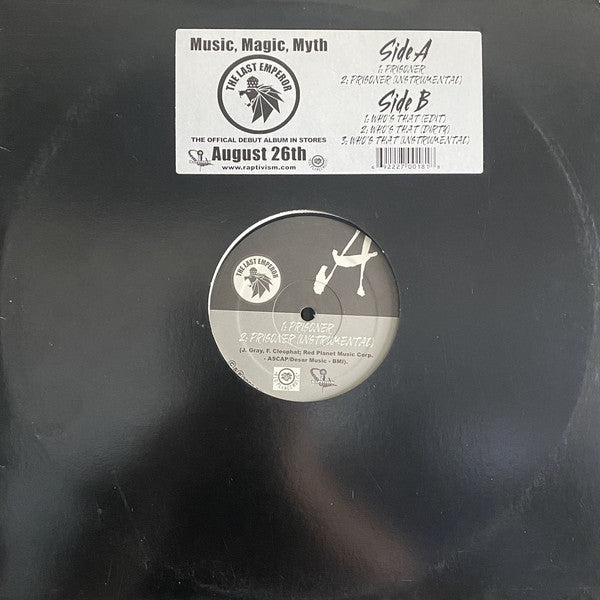 Music, Magic, Myth
THE LAST EMPEROR
THE OFFICAL DEBUT ALBUM IN STORES
August 26th
www.raptivism.com
Side A
1: PRISONER
2: PRISONER (INSTRUMENTAL)
Side B
1: WHO'S THAT (EDIT)
2: WHO'S THAT (DIRTY)
3: WHO'S THAT (INSTRUMENTAL)
92227 00181
A
THE LAST EMPEROR
1: PRISONER
2: PRISONER (INSTRUMENTAL)
(J. Gray, F. Cleophat; Red Planet Music Corp.
- ASCAP/Deser Music - BMI).